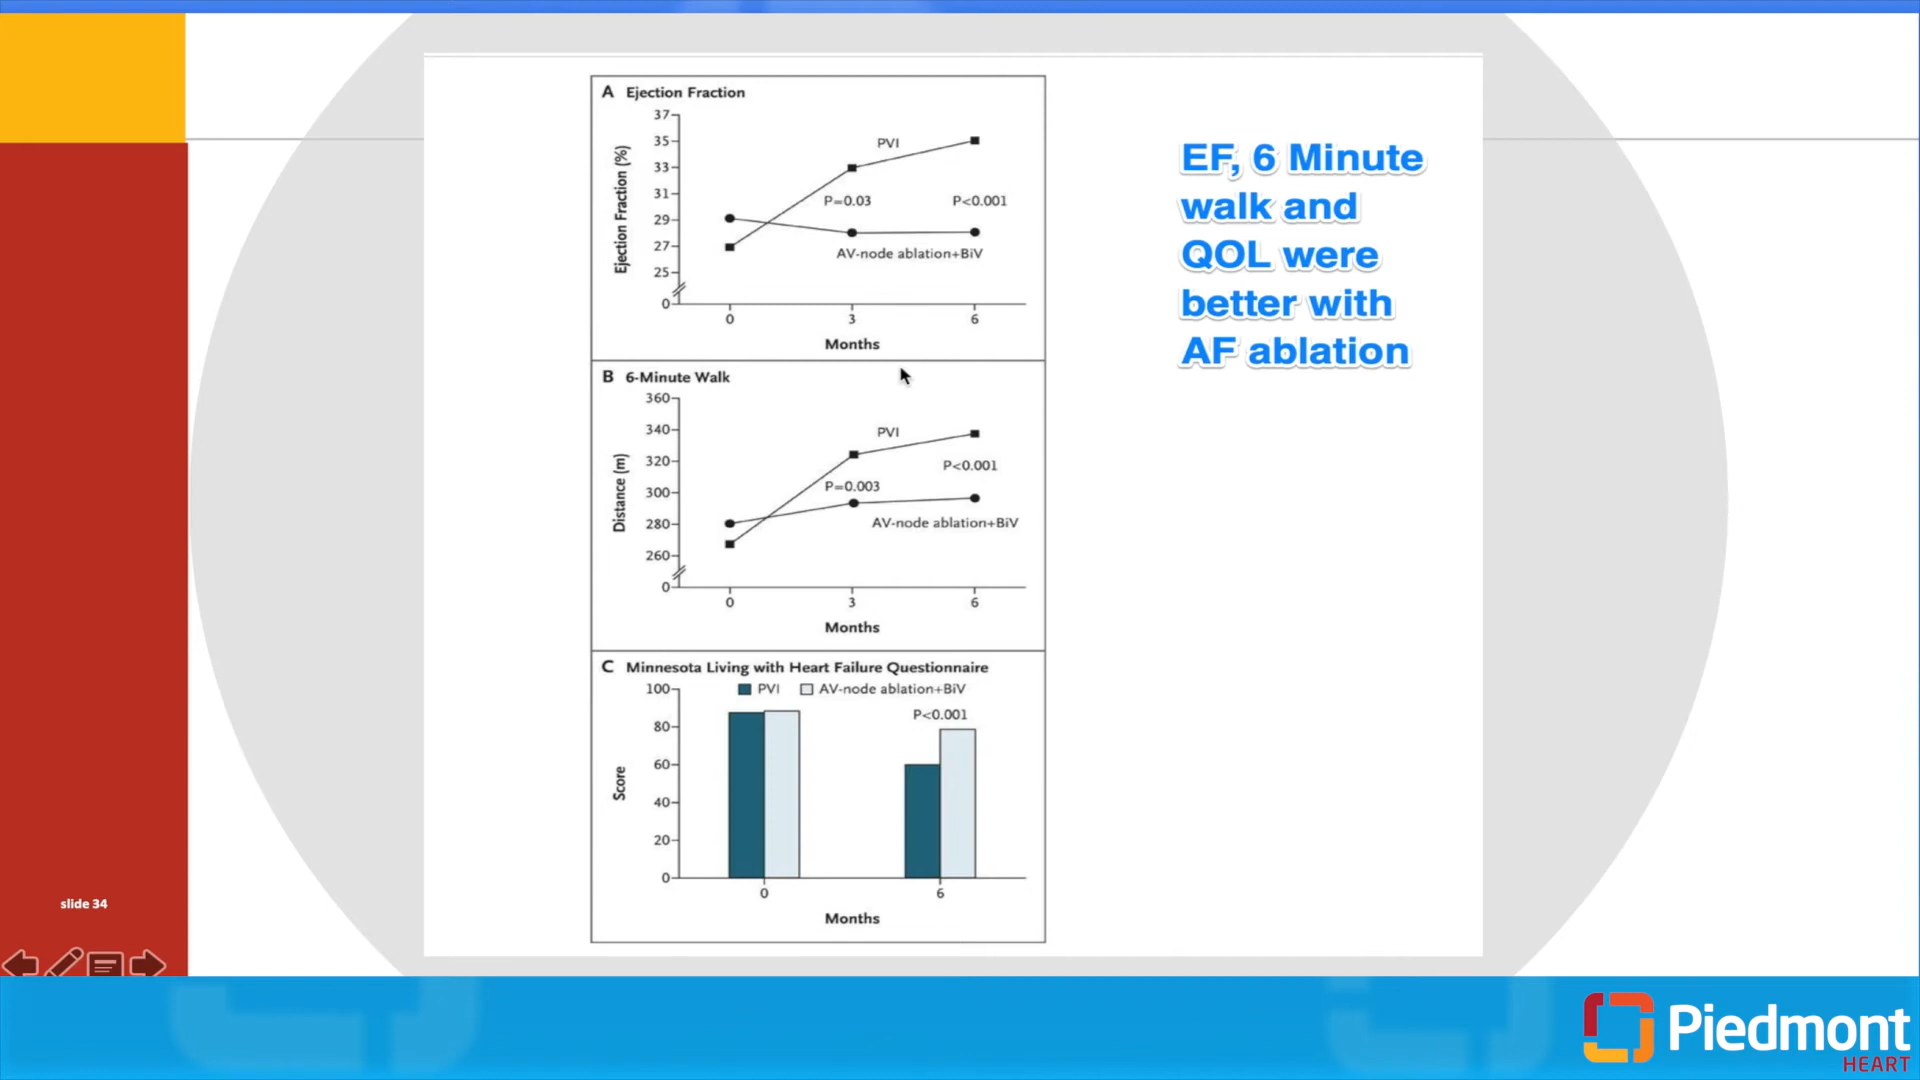 A Ejection Fraction
37
35
33
31
29
27
25
0
Ejection Fraction (%)
PVI
P=0.03
P<0.001
AV-node ablation+BiV
0 3 6
Months
B 6-Minute Walk
360
340
320
300
280
260
0
Distance (m)
PVI
P<0.001
P=0.003
AV-node ablation+BiV
0 3 6
Months
C Minnesota Living with Heart Failure Questionnaire
PVI AV-node ablation+BiV
P<0.001
100
80
60
40
20
0
Score
0 6
Months
EF, 6 Minute
walk and
QOL were
better with
AF ablation
slide 34
Piedmont
HEART